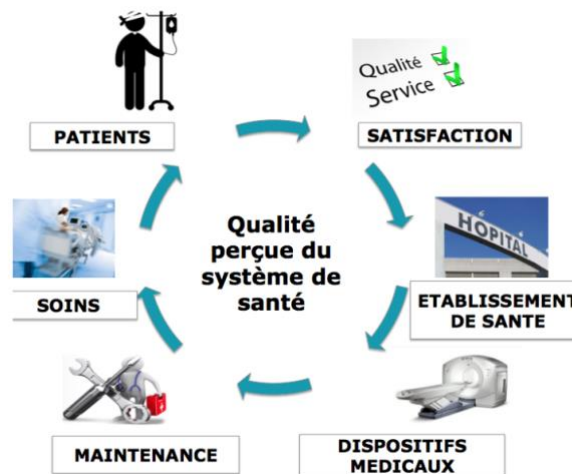 Qualité
Service
PATIENTS
SATISFACTION
Qualité
perçue du
système de
santé
HOPITAL
SOINS
ETABLISSEMENT
DE SANTE
MAINTENANCE
DISPOSITIFS
MEDICAUX